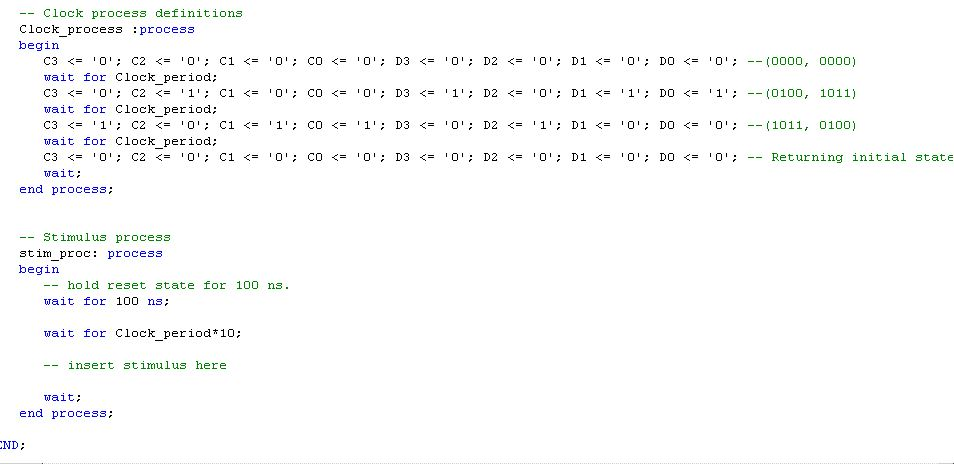 -- Clock process definitions
Clock_process :process
begin
C3 <= '0'; C2 <= '0'; C1 <= '0'; C0 <= '0'; D3 <= '0'; D2 <= '0'; D1 <= '0'; D0 <= '0'; --(0000, 0000)
wait for Clock_period;
C3 <= '0'; C2 <= '1'; C1 <= '0'; C0 <= '0'; D3 <= '1'; D2 <= '0'; D1 <= '1'; D0 <= '1'; --(0100, 1011)
wait for Clock_period;
C3 <= '1'; C2 <= '0'; C1 <= '1'; C0 <= '1'; D3 <= '0'; D2 <= '1'; D1 <= '0'; D0 <= '0'; --(1011, 0100)
wait for Clock_period;
C3 <= '0'; C2 <= '0'; C1 <= '0'; C0 <= '0'; D3 <= '0'; D2 <= '0'; D1 <= '0'; D0 <= '0'; -- Returning initial state
wait;
end process;
-- Stimulus process
stim_proc: process
begin
-- hold reset state for 100 ns.
wait for 100 ns;
wait for Clock_period*10;
-- insert stimulus here
wait;
end process;
END;